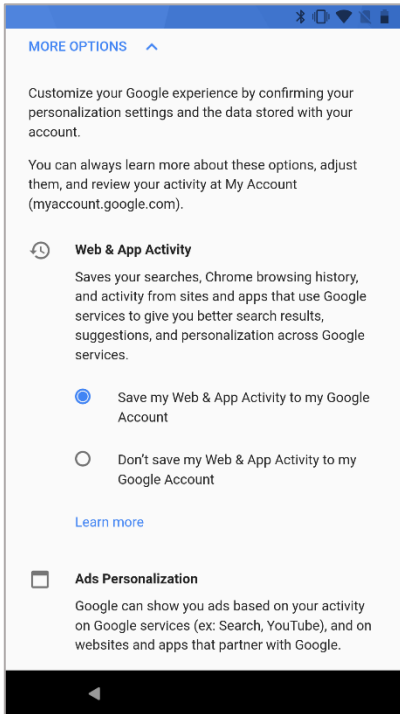 MORE OPTIONS
Customize your Google experience by confirming your
personalization settings and the data stored with your
account.
You can always learn more about these options, adjust
them, and review your activity at My Account
(myaccount.google.com).
Web & App Activity
Saves your searches, Chrome browsing history,
and activity from sites and apps that use Google
services to give you better search results,
suggestions, and personalization across Google
services.
Save my Web & App Activity to my Google
Account
Don’t save my Web & App Activity to my
Google Account
Learn more
Ads Personalization
Google can show you ads based on your activity
on Google services (ex: Search, YouTube), and on
websites and apps that partner with Google.